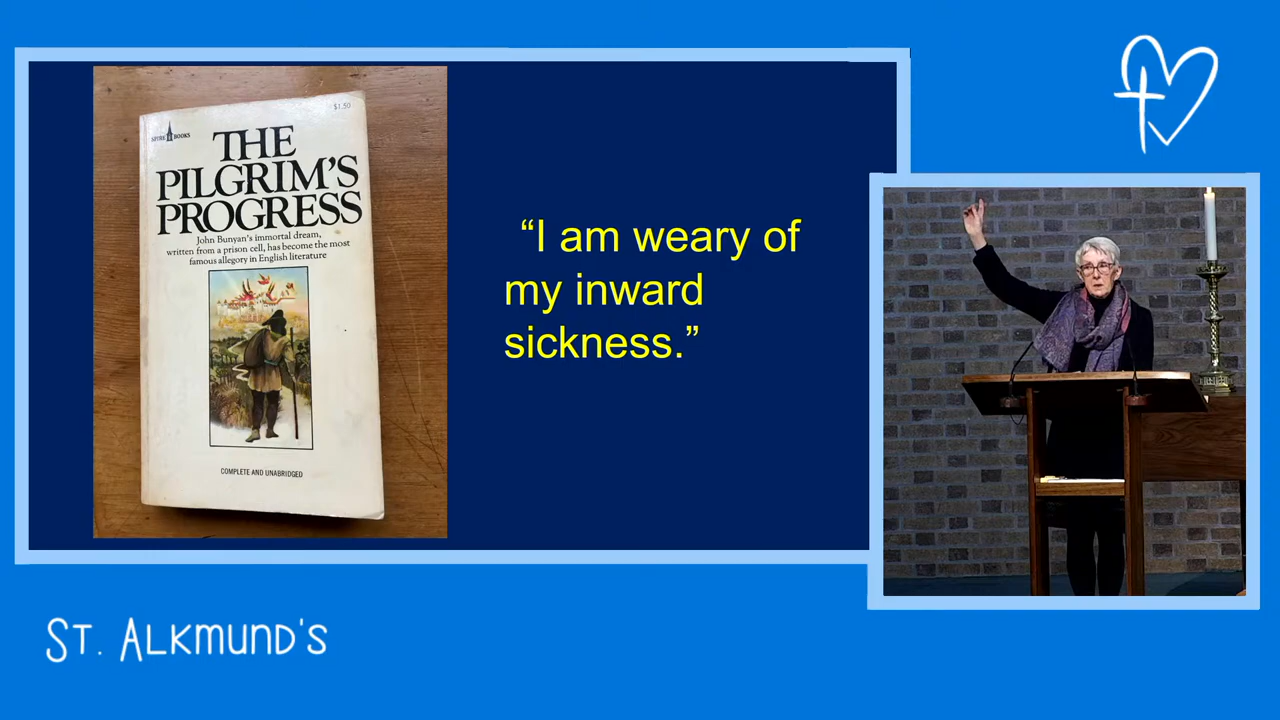 $1.50
SPIRE BOOKS
THE
PILGRIM'S
PROGRESS
John Bunyan's immortal dream,
written from a prison cell, has become the most
famous allegory in English literature
COMPLETE AND UNABRIDGED
“I am weary of
my inward
sickness.”
ST. ALKMUND'S